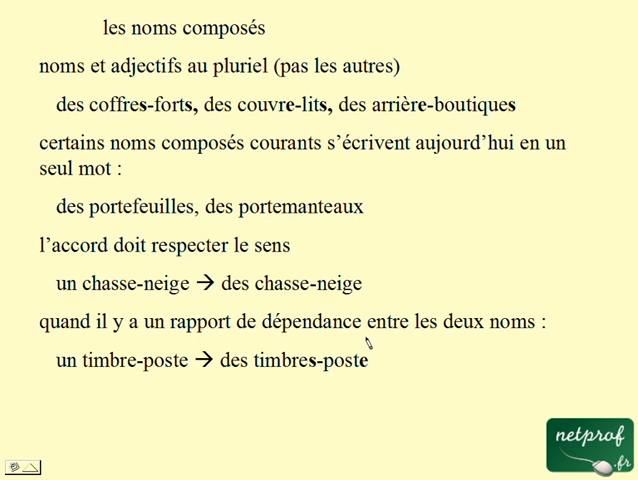 les noms composés
noms et adjectifs au pluriel (pas les autres)
des coffres-forts, des couvre-lits, des arrière-boutiques
certains noms composés courants s’écrivent aujourd’hui en un
seul mot :
des portefeuilles, des portemanteaux
l’accord doit respecter le sens
un chasse-neige → des chasse-neige
quand il y a un rapport de dépendance entre les deux noms :
un timbre-poste → des timbres-poste
netprof
.fr